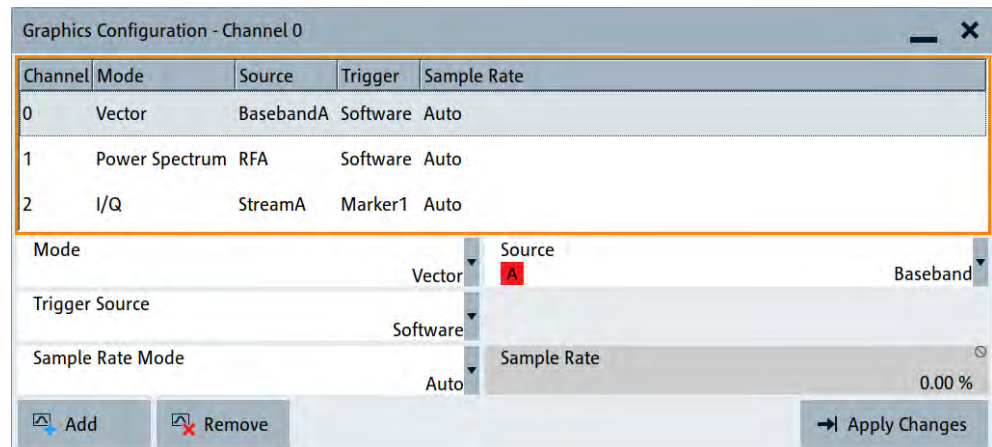 Graphics Configuration - Channel 0
Channel Mode Source Trigger Sample Rate
0 Vector BasebandA Software Auto
1 Power Spectrum RFA Software Auto
2 I/Q StreamA Marker1 Auto
Mode Source
Vector A Baseband
Trigger Source
Software
Sample Rate Mode Sample Rate
Auto 0.00 %
Add Remove Apply Changes